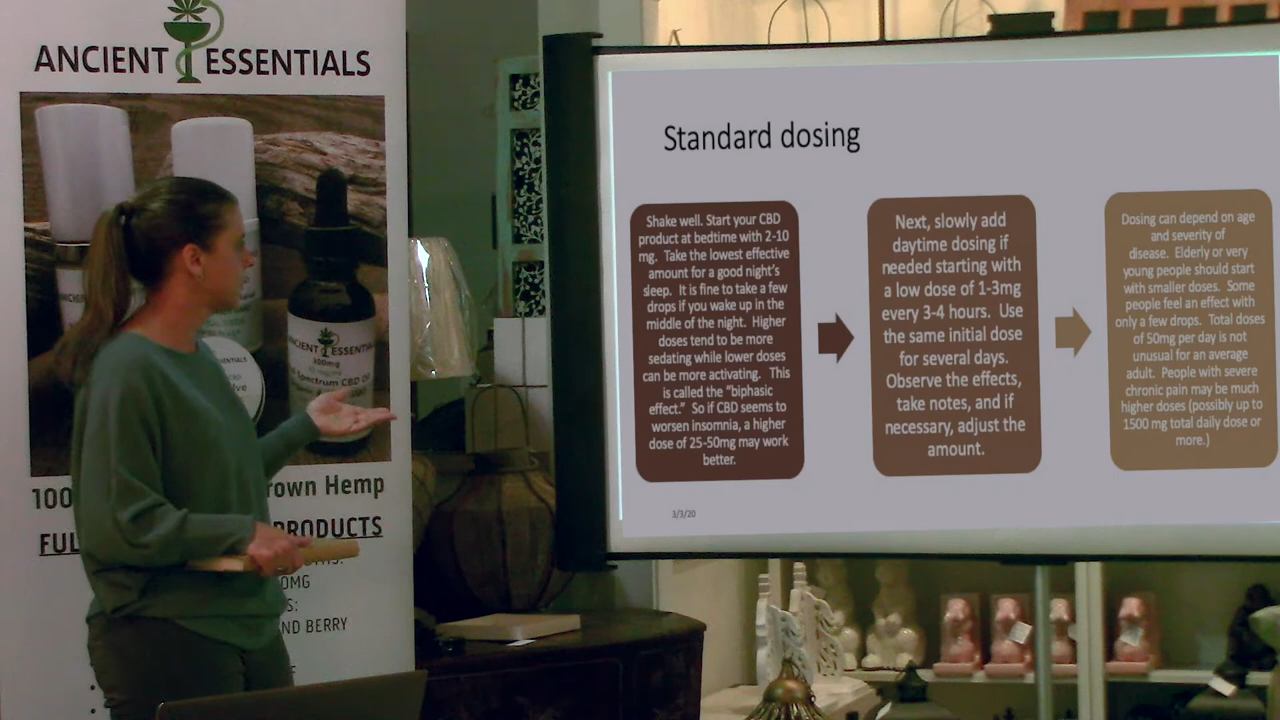 ANCIENT ESSENTIALS
ANCIENT ESSENTIALS
300mg
Spectrum CBD Oil
100
rown Hemp
FUL
PRODUCTS
0MG
S:
ND BERRY
Standard dosing
Shake well. Start your CBD
product at bedtime with 2-10
mg. Take the lowest effective
amount for a good night's
sleep. It is fine to take a few
drops if you wake up in the
middle of the night. Higher
doses tend to be more
sedating while lower doses
can be more activating. This
is called the "biphasic
effect." So if CBD seems to
worsen insomnia, a higher
dose of 25-50mg may work
better.
Next, slowly add
daytime dosing if
needed starting with
a low dose of 1-3mg
every 3-4 hours. Use
the same initial dose
for several days.
Observe the effects,
take notes, and if
necessary, adjust the
amount.
Dosing can depend on age
and severity of
disease. Elderly or very
young people should start
with smaller doses. Some
people feel an effect with
only a few drops. Total doses
of 50mg per day is not
unusual for an average
adult. People with severe
chronic pain may be much
higher doses (possibly up to
1500 mg total daily dose or
more.)
3/3/20